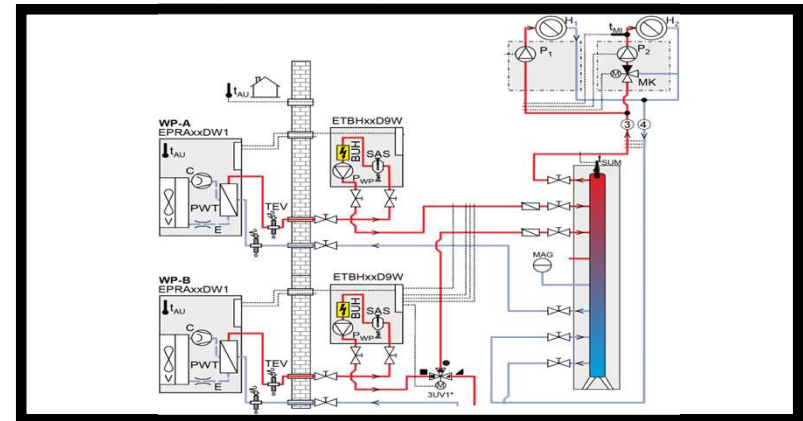 H₁
H₂
tMI
P₁
P₂
M
MK
tAU
WP-A
EPRAxxDW1
tAU
C
PWT
V
E
TEV
ETBHxxD9W
BUH
SAS
PWP
3
4
tSUM
MAG
WP-B
EPRAxxDW1
tAU
C
PWT
V
E
TEV
ETBHxxD9W
BUH
SAS
PWP
M
3UV1*